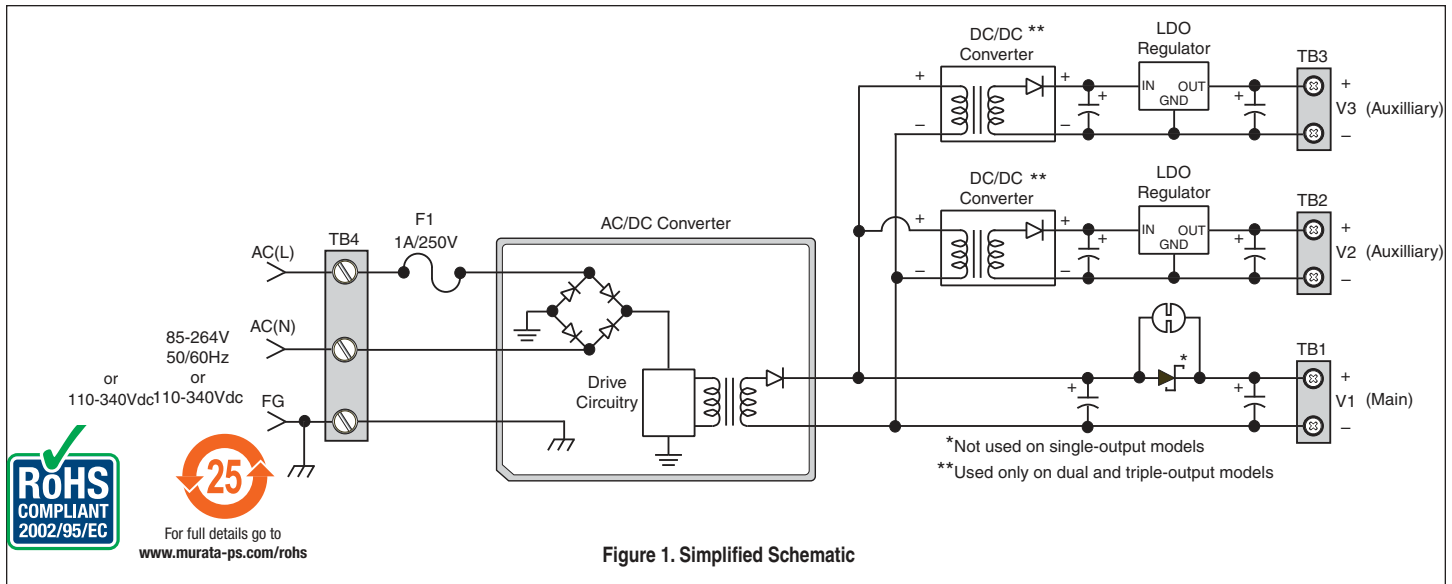 DC/DC **
Converter
LDO
Regulator
TB3
+
–
+
–
+
IN
OUT
GND
+
+
V3 (Auxilliary)
–
DC/DC **
Converter
LDO
Regulator
TB2
+
–
+
–
+
IN
OUT
GND
+
+
V2 (Auxilliary)
–
F1
1A/250V
TB4
AC/DC Converter
AC(L)
AC(N)
85-264V
50/60Hz
or
110-340Vdc
or
110-340Vdc
FG
Drive
Circuitry
*
TB1
+
+
+
V1 (Main)
–
*Not used on single-output models
**Used only on dual and triple-output models
RoHS
COMPLIANT
2002/95/EC
25
For full details go to
www.murata-ps.com/rohs
Figure 1. Simplified Schematic